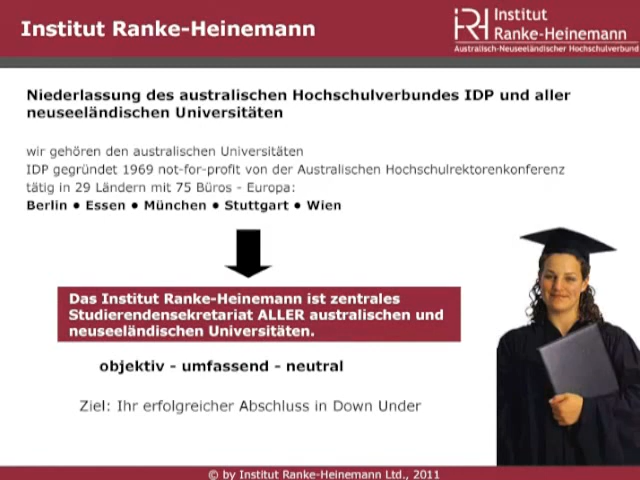 Institut Ranke-Heinemann
Institut
Ranke-Heinemann
Australisch-Neuseeländischer Hochschulverbund
Niederlassung des australischen Hochschulverbundes IDP und aller
neuseeländischen Universitäten
wir gehören den australischen Universitäten
IDP gegründet 1969 not-for-profit von der Australischen Hochschulrektorenkonferenz
tätig in 29 Ländern mit 75 Büros - Europa:
Berlin • Essen • München • Stuttgart • Wien
Das Institut Ranke-Heinemann ist zentrales
Studierendensekretariat ALLER australischen und
neuseeländischen Universitäten.
objektiv - umfassend - neutral
Ziel: Ihr erfolgreicher Abschluss in Down Under
© by Institut Ranke-Heinemann Ltd., 2011